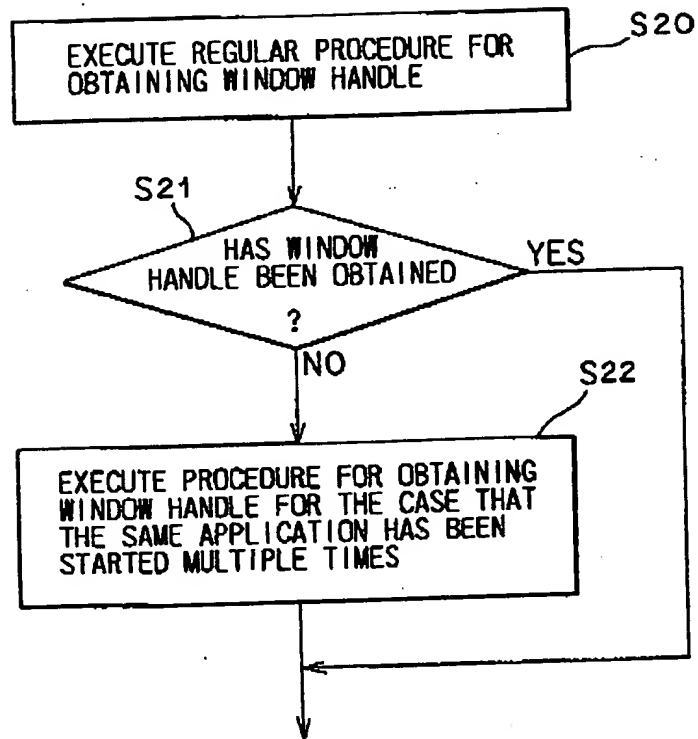 S20
EXECUTE REGULAR PROCEDURE FOR
OBTAINING WINDOW HANDLE
S21
HAS WINDOW
HANDLE BEEN OBTAINED
?
YES
NO
S22
EXECUTE PROCEDURE FOR OBTAINING
WINDOW HANDLE FOR THE CASE THAT
THE SAME APPLICATION HAS BEEN
STARTED MULTIPLE TIMES